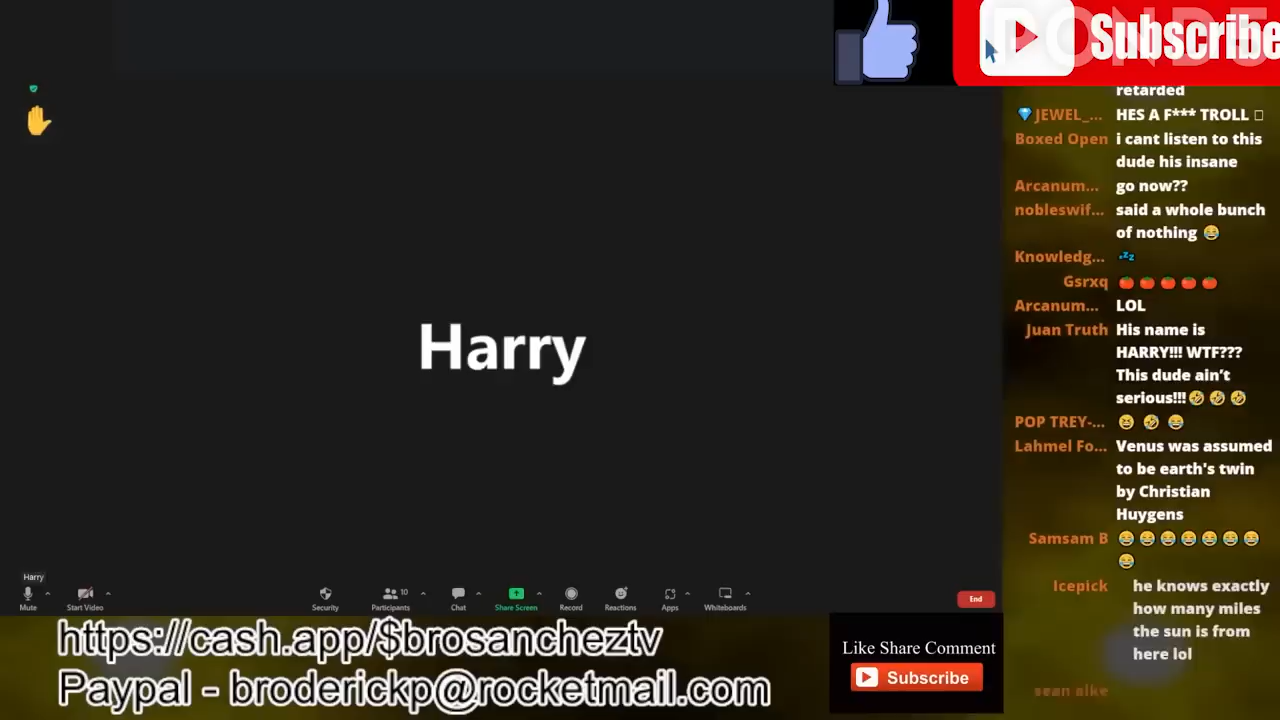 PONDE
Subscribe
retarded
JEWEL_... HES A F*** TROLL
Boxed Open i cant listen to this
dude his insane
Arcanum... go now??
nobleswif... said a whole bunch
of nothing 😂
Knowledg... 💤
Gsrxq 🍅🍅🍅🍅🍅
Arcanum... LOL
Juan Truth His name is
HARRY!!! WTF???
This dude ain’t
serious!!!🤣🤣🤣
POP TREY-... 😆🤣😂
Lahmel Fo... Venus was assumed
to be earth's twin
by Christian
Huygens
Samsam B 😂😂😂😂😂😂😂
😂
Icepick he knows exactly
how many miles
the sun is from
here lol
sean alke
Harry
Harry
Mute
Start Video
Security
Participants 10
Chat
Share Screen
Record
Reactions
Apps
Whiteboards
End
https://cash.app/$brosancheztv
Paypal - broderickp@rocketmail.com
Like Share Comment
Subscribe